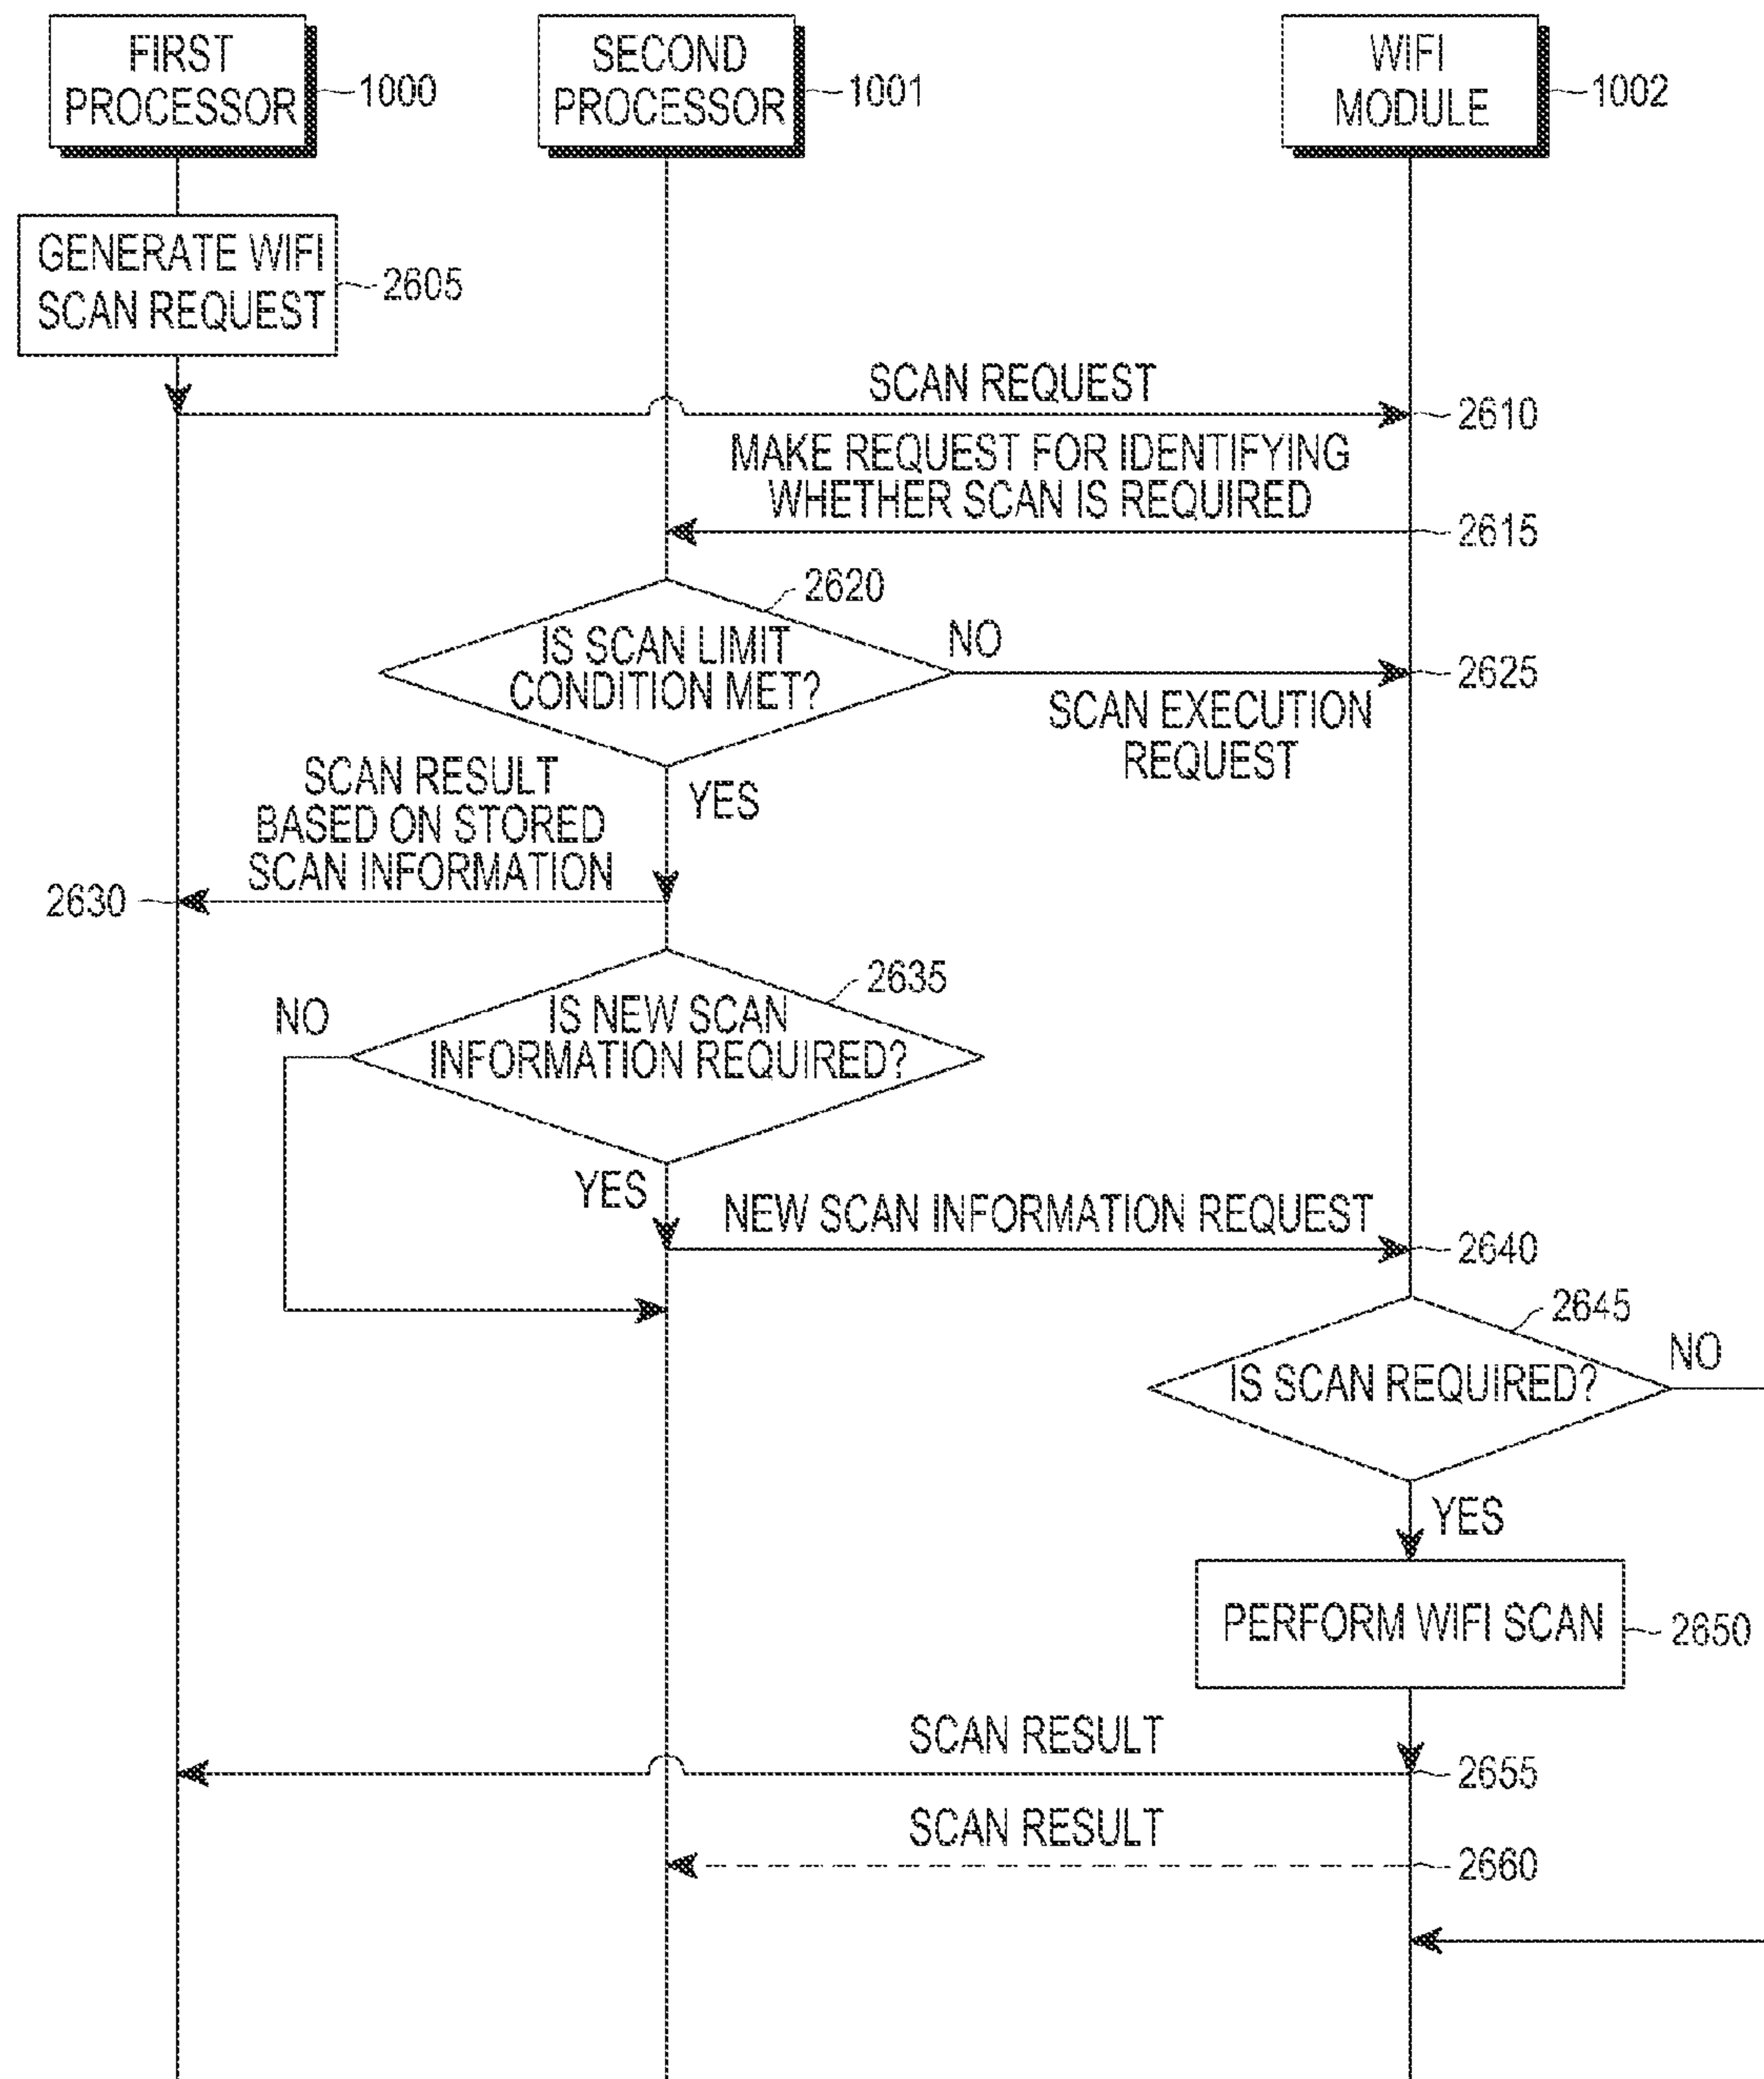 FIRST
PROCESSOR
1000
SECOND
PROCESSOR
1001
WIFI
MODULE
1002
GENERATE WIFI
SCAN REQUEST
2605
SCAN REQUEST
2610
MAKE REQUEST FOR IDENTIFYING
WHETHER SCAN IS REQUIRED
2615
2620
IS SCAN LIMIT
CONDITION MET?
NO
2625
SCAN EXECUTION
REQUEST
YES
SCAN RESULT
BASED ON STORED
SCAN INFORMATION
2630
2635
IS NEW SCAN
INFORMATION REQUIRED?
NO
YES
NEW SCAN INFORMATION REQUEST
2640
2645
IS SCAN REQUIRED?
NO
YES
PERFORM WIFI SCAN
2650
SCAN RESULT
2655
SCAN RESULT
2660